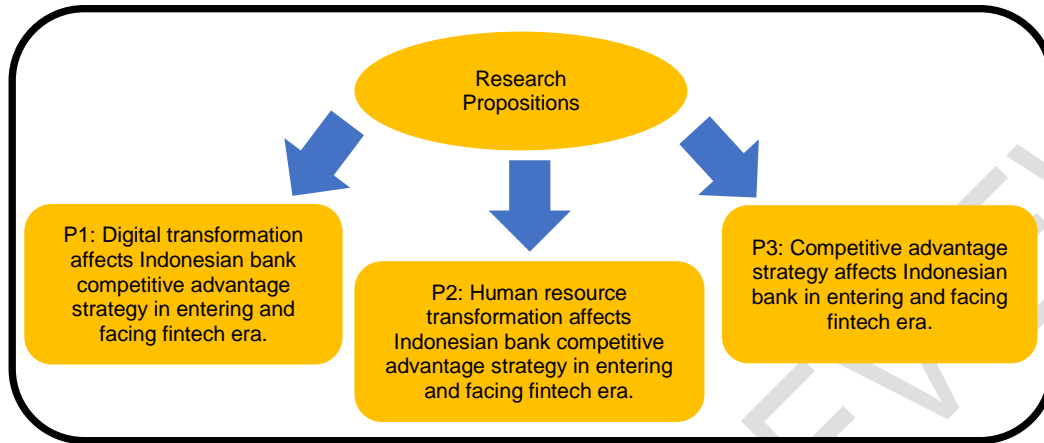 Research
Propositions
P1: Digital transformation
affects Indonesian bank
competitive advantage
strategy in entering and
facing fintech era.
P2: Human resource
transformation affects
Indonesian bank competitive
advantage strategy in entering
and facing fintech era.
P3: Competitive advantage
strategy affects Indonesian
bank in entering and facing
fintech era.